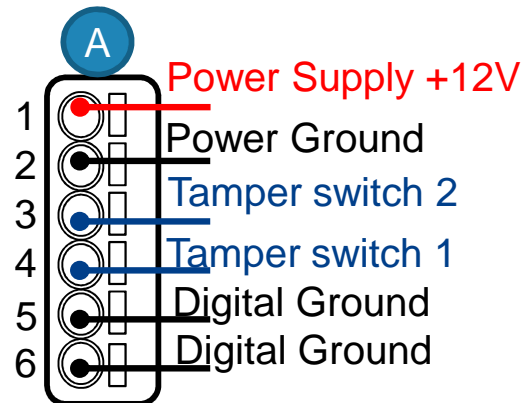 A
1 Power Supply +12V
2 Power Ground
3 Tamper switch 2
4 Tamper switch 1
5 Digital Ground
6 Digital Ground